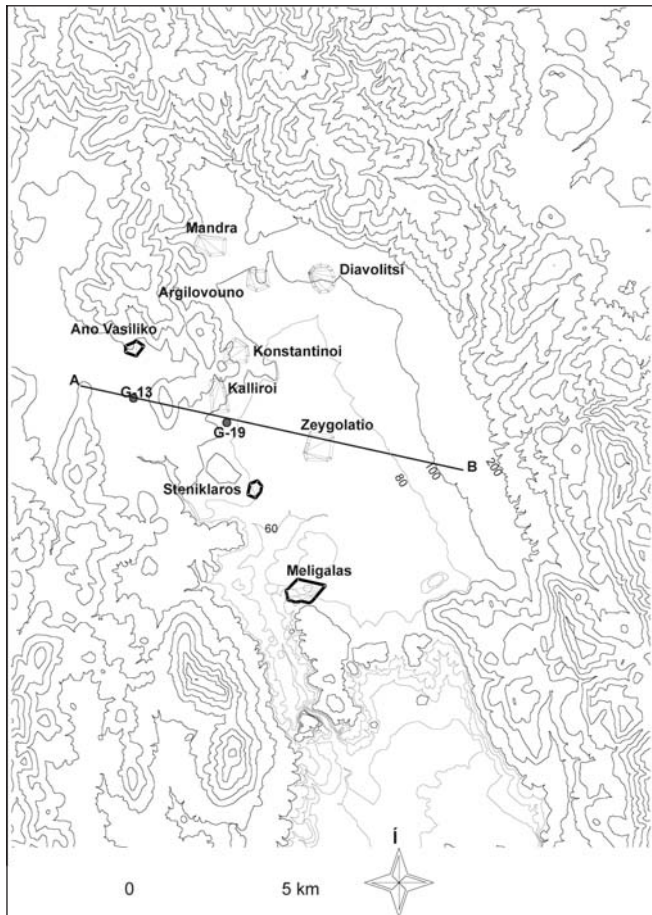 Mandra
Diavolitsi
Argilovouno
Ano Vasiliko
Konstantinoi
A
G-13
Kalliroi
G-19
Zeygolatio
B
100
200
80
Steniklaros
60
Meligalas
Í
0 5 km